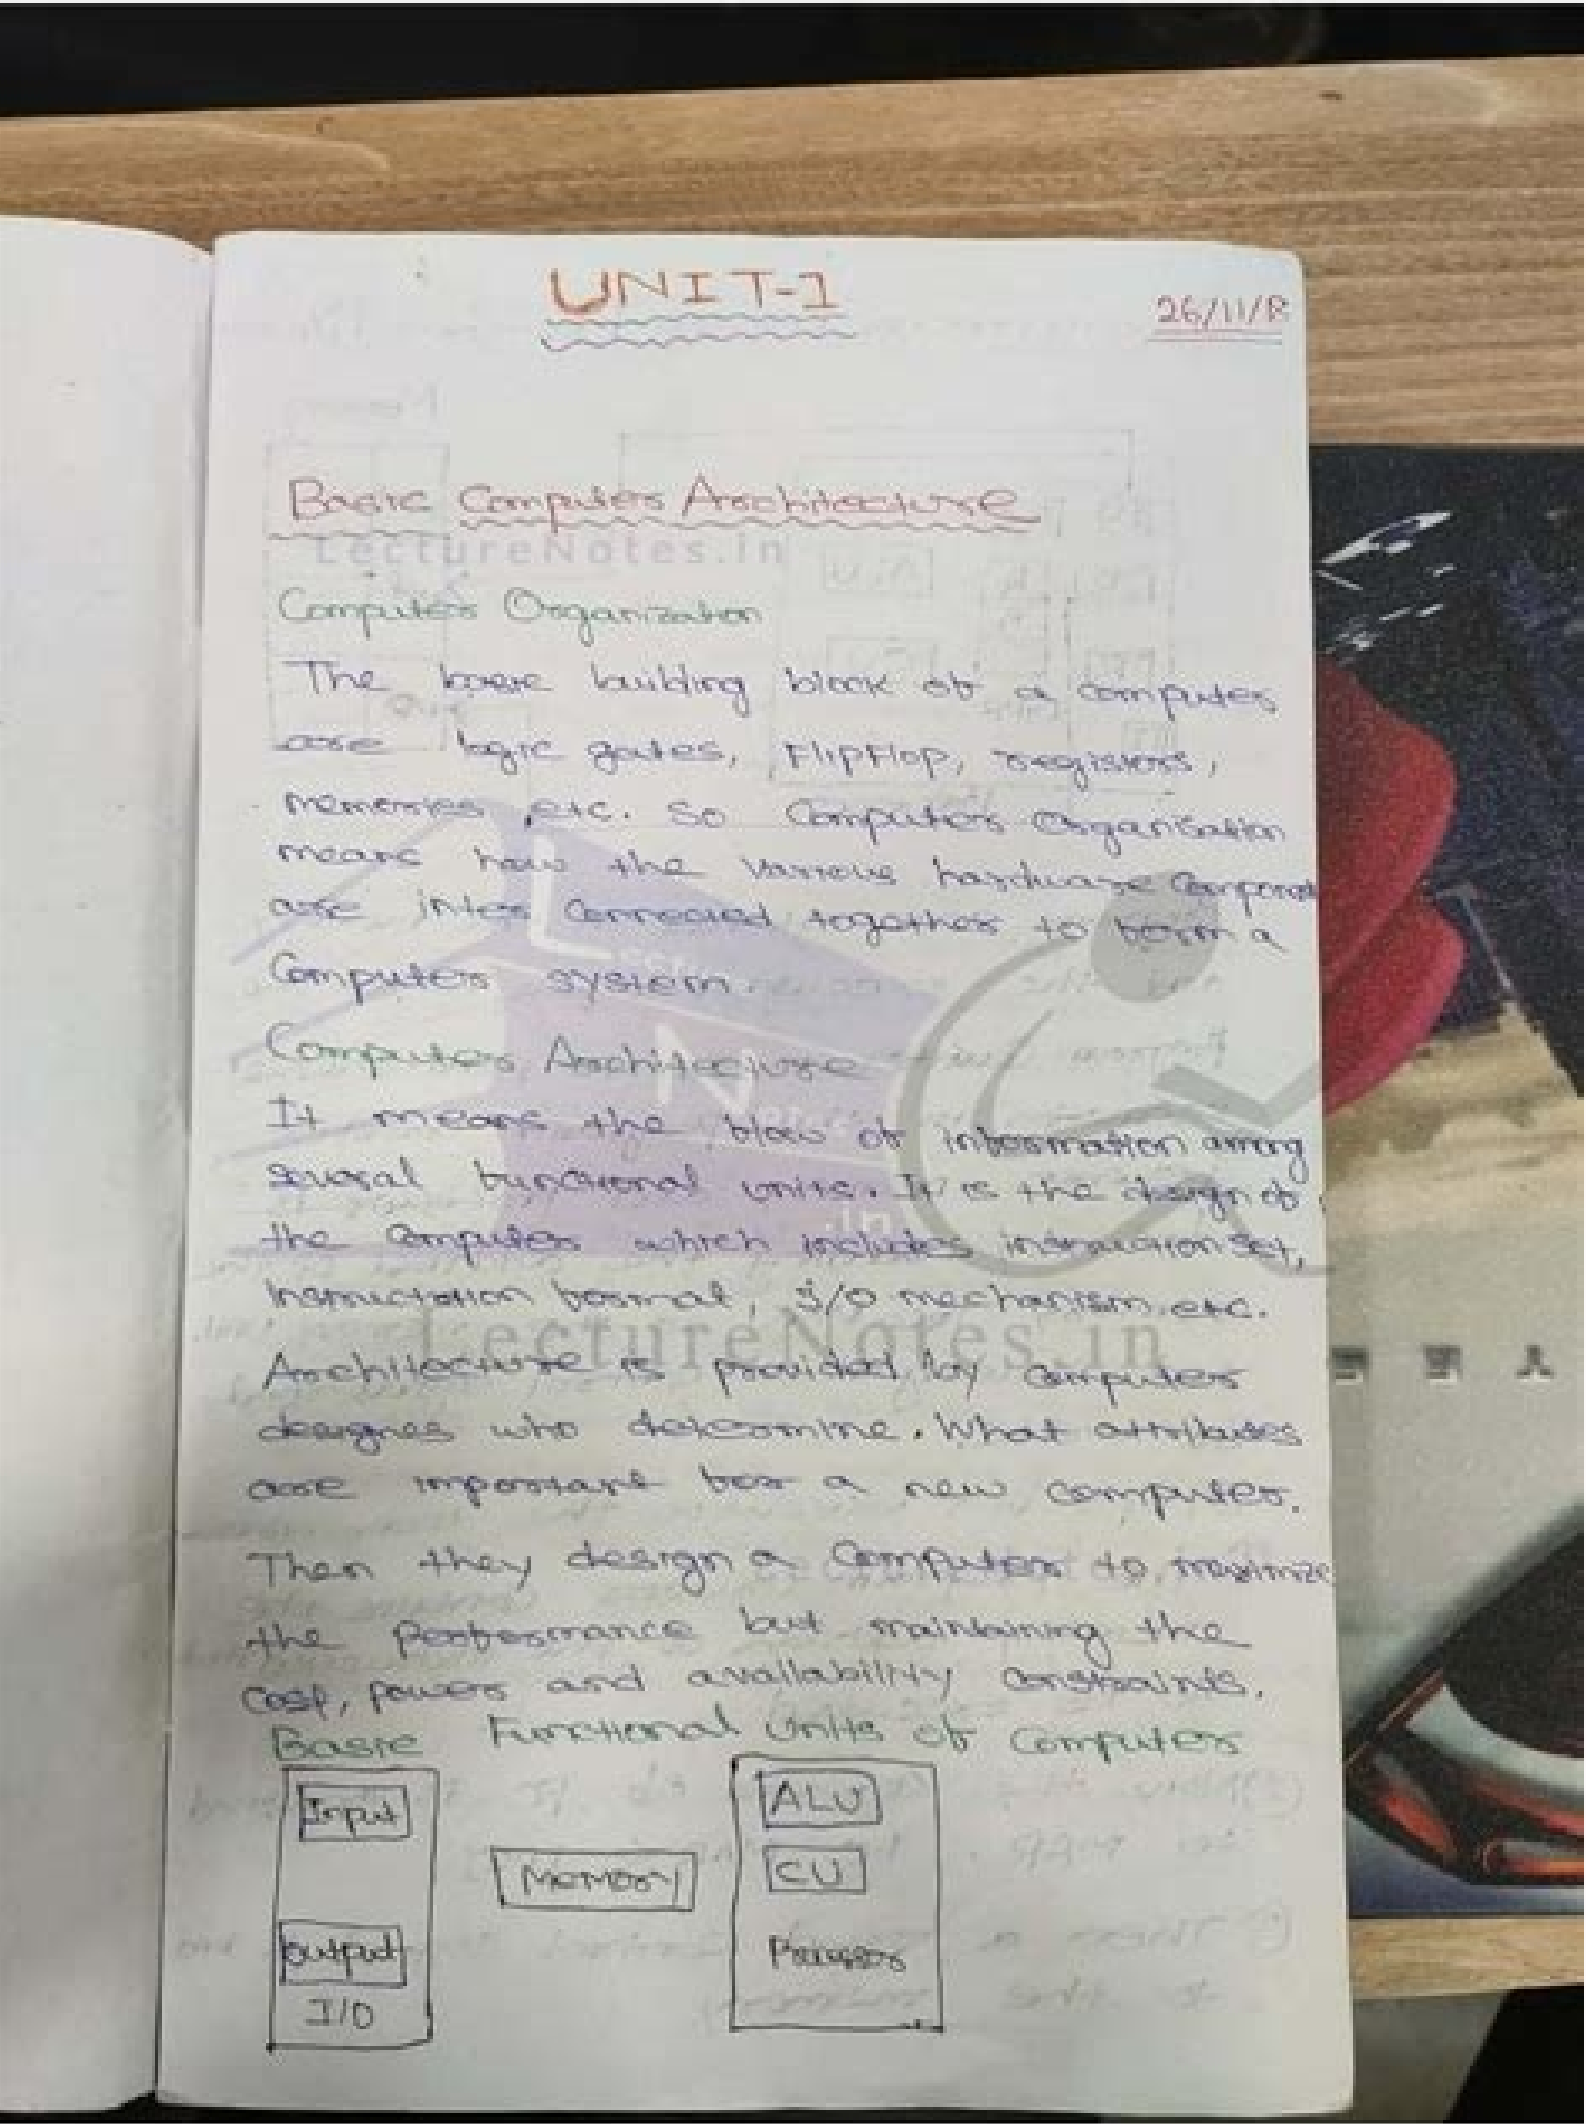 UNIT-1
26/11/18
Basic Computer Architecture
LectureNotes.in
Computer Organization
The basic building block of a computer
are logic gates, FlipFlop, registers,
memories etc. So Computer Organisation
means how the various hardware Component
are inter Connected together to form a
Computer system.
Computer Architecture
It means the flow of information among
several functional units. It is the design of
the Computer which includes instruction set,
Instruction format, I/O mechanism etc.
LectureNotes.in
Architecture is provided by Computer
designer who determine. What attributes
are important for a new computer.
Then they design a Computer to maximize
the performance but maintaining the
Cost, power and availability Constraints.
Basic Functional Units of Computer
Input
ALU
Memory
CU
Output
Processor
I/O